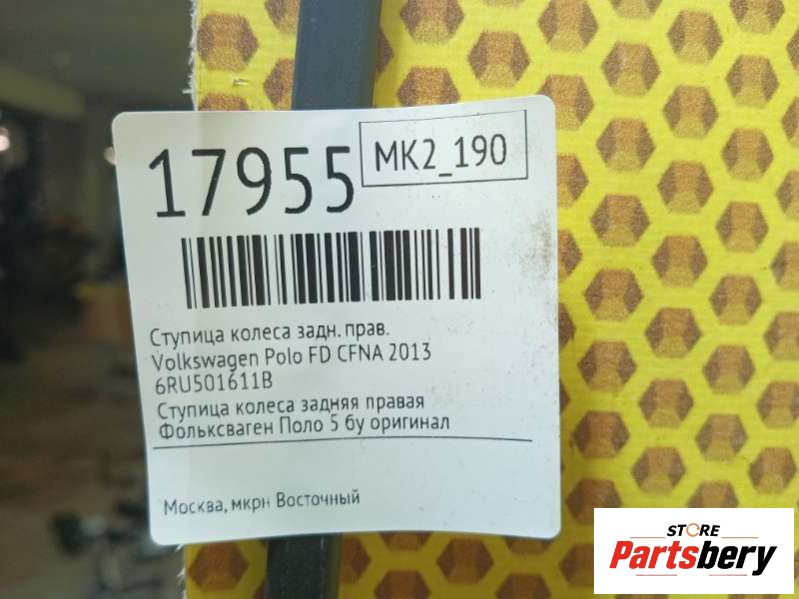 17955
МК2_190
Ступица колеса задн. прав.
Volkswagen Polo FD CFNA 2013
6RU501611B
Ступица колеса задняя правая
Фольксваген Поло 5 бу оригинал
Москва, мкрн Восточный
STORE
Partsbery